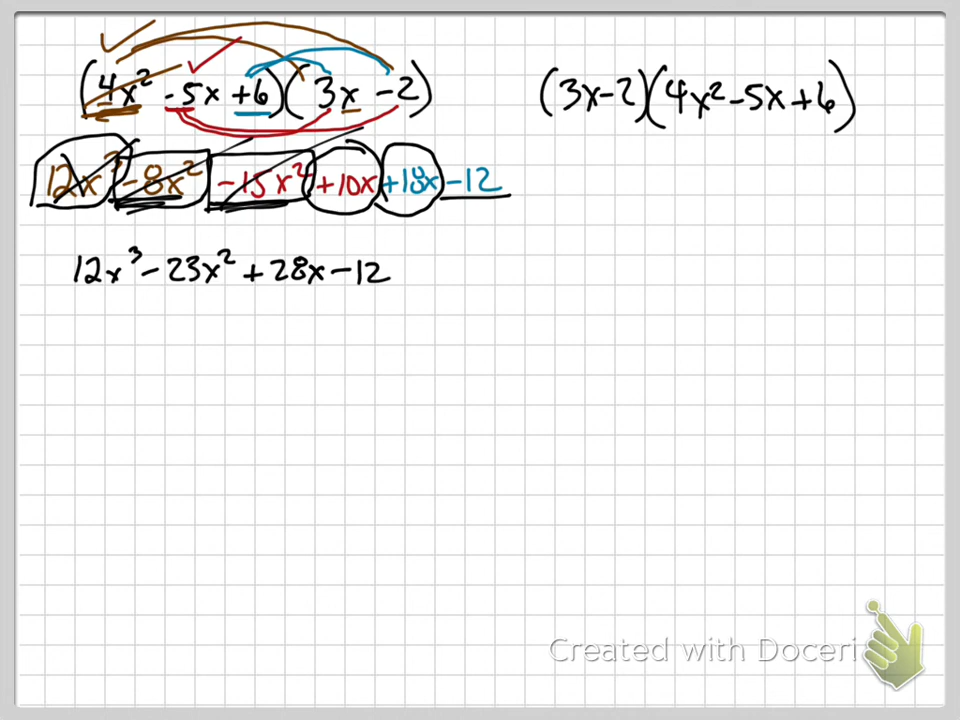 (4x² -5x +6)(3x -2)
(3x-2)(4x²-5x+6)
12x³ -8x² -15x² +10x +18x -12
12x³ - 23x² + 28x - 12
Created with Doceri